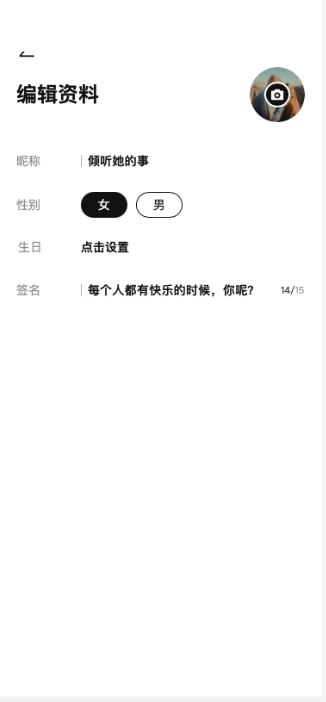 编辑资料
昵称 倾听她的事
性别 女 男
生日 点击设置
签名 每个人都有快乐的时候，你呢？ 14/15